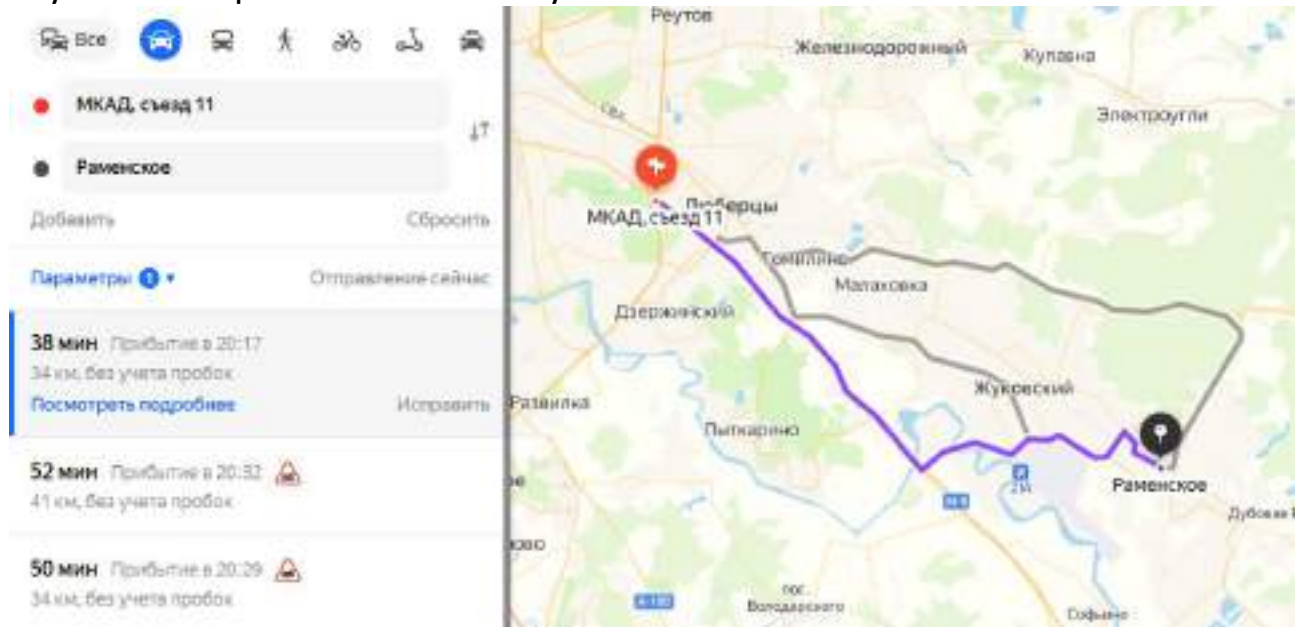 Все
МКАД, съезд 11
Раменское
Добавить
Сбросить
Параметры 1
Отправление сейчас
38 мин Прибытие в 20:17
34 км, без учета пробок
Посмотреть подробнее
Исправить
52 мин Прибытие в 20:32
41 км, без учета пробок
50 мин Прибытие в 20:29
34 км, без учета пробок
Реутов
Железнодорожный
Купавна
Электроугли
Люберцы
МКАД, съезд 11
Томилино
Малаховка
Дзержинский
Жуковский
Развилка
Лыткарино
Раменское
Софьино
пос.
Володарского